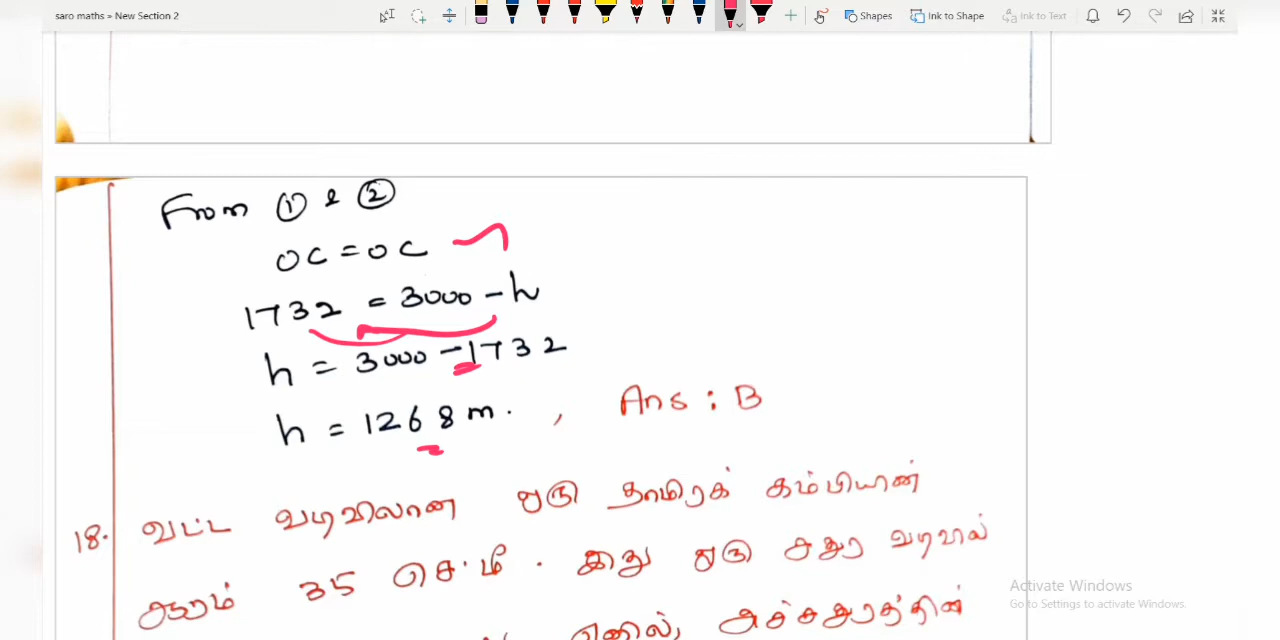 saro maths > New Section 2
Shapes Ink to Shape Ink to Text
From ① & ②
OC = OC
1732 = 3000 - h
h = 3000 - 1732
h = 1268 m. , Ans : B
18. வட்ட வடிவிலான ஒரு தாமிரக் கம்பியின்
ஆரம் 35 செ.மீ. இது ஒரு சதுர வடிவில்
எனில், அச்சதுரத்தின்
Activate Windows
Go to Settings to activate Windows.